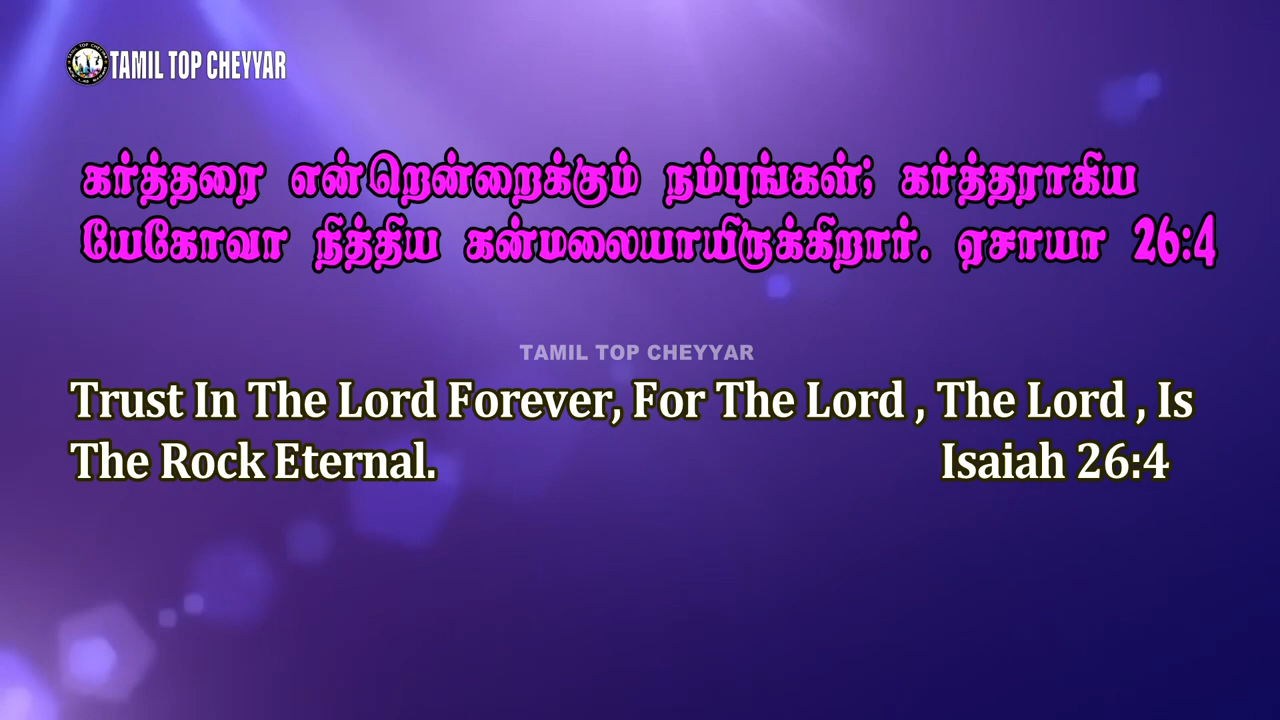 TAMIL TOP CHEYYAR
கர்த்தரை என்றென்றைக்கும் நம்புங்கள்; கர்த்தராகிய
யேகோவா நித்திய கன்மலையாயிருக்கிறார். ஏசாயா 26:4
TAMIL TOP CHEYYAR
Trust In The Lord Forever, For The Lord , The Lord , Is
The Rock Eternal. Isaiah 26:4